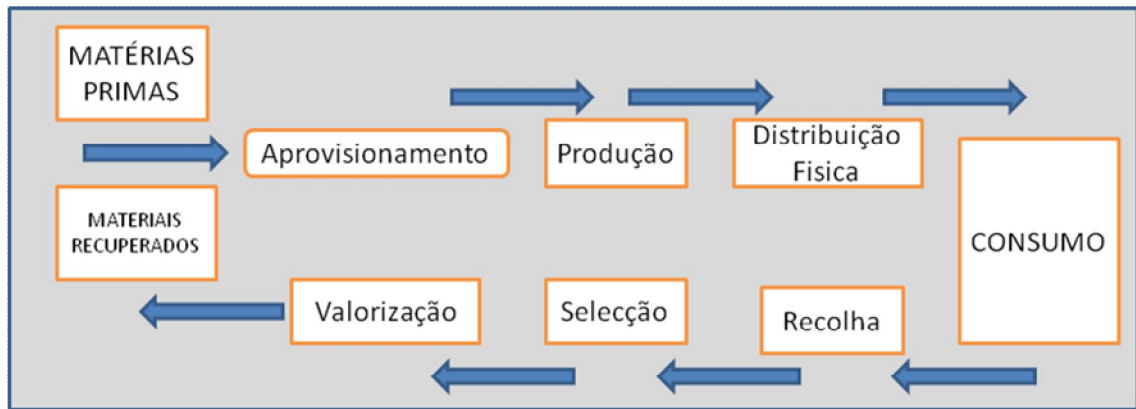 MATÉRIAS
PRIMAS
Aprovisionamento
Produção
Distribuição
Fisica
CONSUMO
MATERIAIS
RECUPERADOS
Valorização
Selecção
Recolha